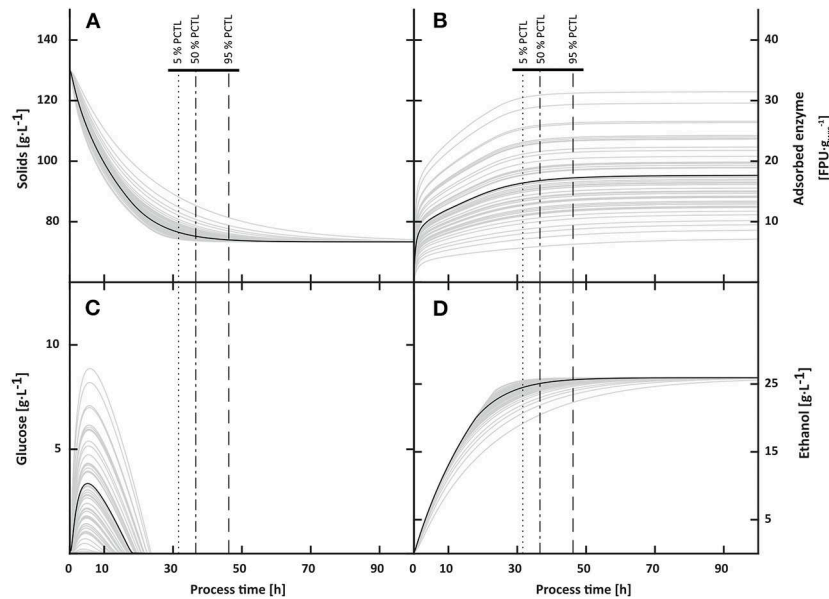 A
B
5 % PCTL
50 % PCTL
95 % PCTL
5 % PCTL
50 % PCTL
95 % PCTL
140
120
100
80
Solids [g·L⁻¹]
40
30
20
10
Adsorbed enzyme
C
D
10
5
Glucose [g·L⁻¹]
25
15
5
Ethanol [g·L⁻¹]
0 10 30 50 70 90
0 10 30 50 70 90
Process time [h]
Process time [h]